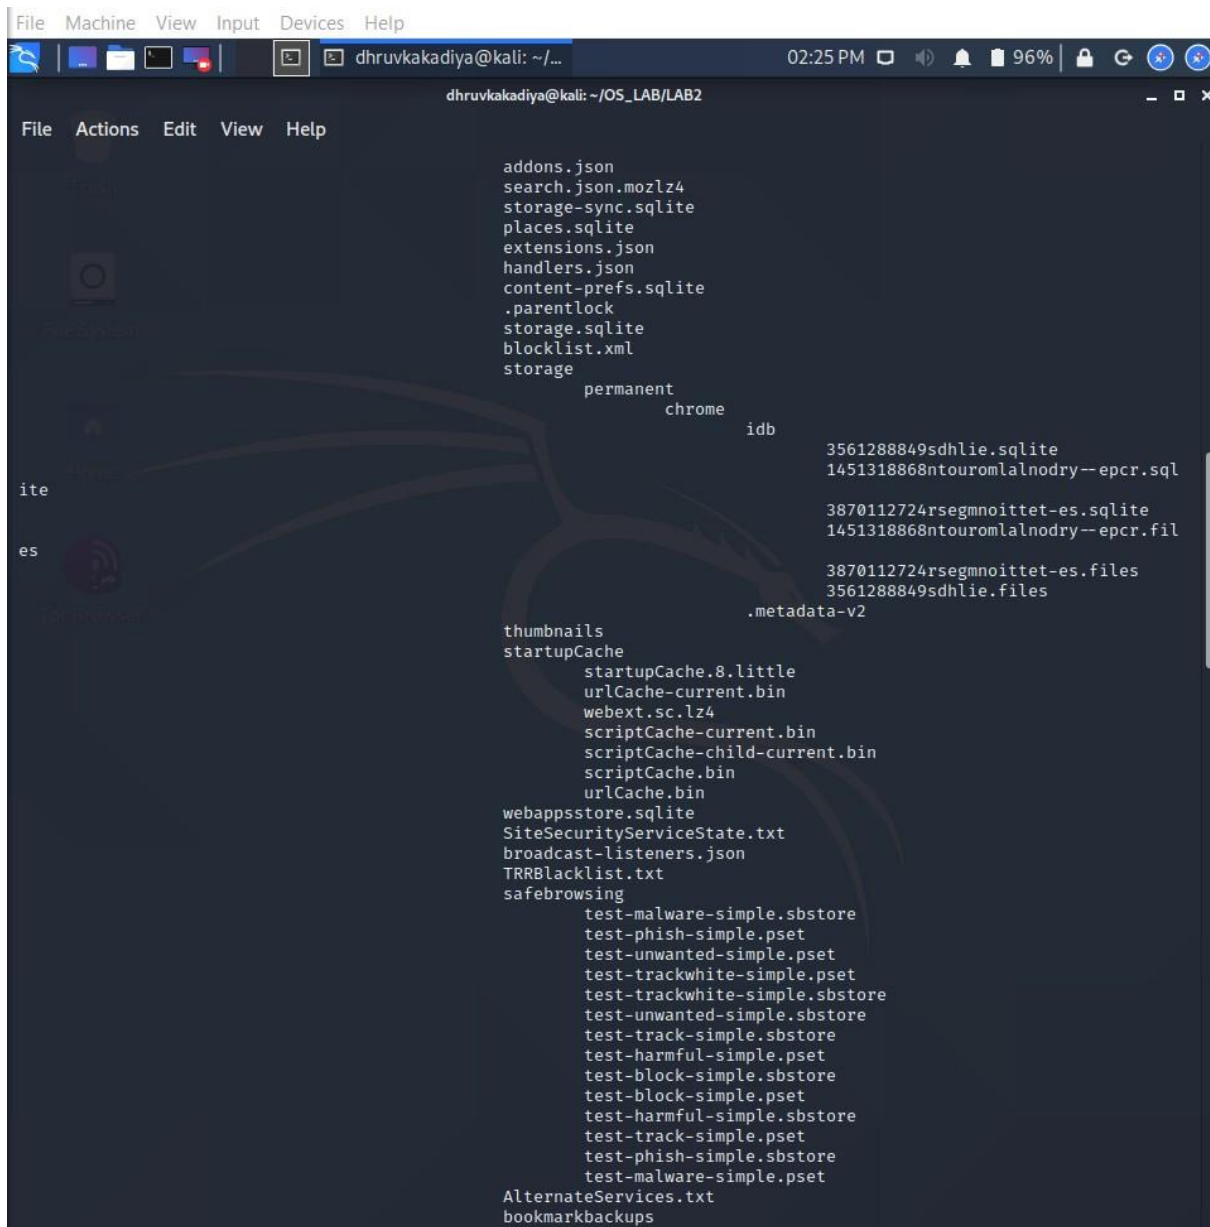 File Machine View Input Devices Help
dhruvkakadiya@kali: ~/... 02:25 PM 96%
dhruvkakadiya@kali: ~/OS_LAB/LAB2
File Actions Edit View Help
addons.json
search.json.mozlz4
storage-sync.sqlite
places.sqlite
extensions.json
handlers.json
content-prefs.sqlite
.parentlock
storage.sqlite
blocklist.xml
storage
permanent
chrome
idb
3561288849sdhlie.sqlite
1451318868ntouromlalnodry--epcr.sql
ite
3870112724rsegmnoittet-es.sqlite
1451318868ntouromlalnodry--epcr.fil
es
3870112724rsegmnoittet-es.files
3561288849sdhlie.files
.metadata-v2
thumbnails
startupCache
startupCache.8.little
urlCache-current.bin
webext.sc.lz4
scriptCache-current.bin
scriptCache-child-current.bin
scriptCache.bin
urlCache.bin
webappsstore.sqlite
SiteSecurityServiceState.txt
broadcast-listeners.json
TRRBlacklist.txt
safebrowsing
test-malware-simple.sbstore
test-phish-simple.pset
test-unwanted-simple.pset
test-trackwhite-simple.pset
test-trackwhite-simple.sbstore
test-unwanted-simple.sbstore
test-track-simple.sbstore
test-harmful-simple.pset
test-block-simple.sbstore
test-block-simple.pset
test-harmful-simple.sbstore
test-track-simple.pset
test-phish-simple.sbstore
test-malware-simple.pset
AlternateServices.txt
bookmarkbackups